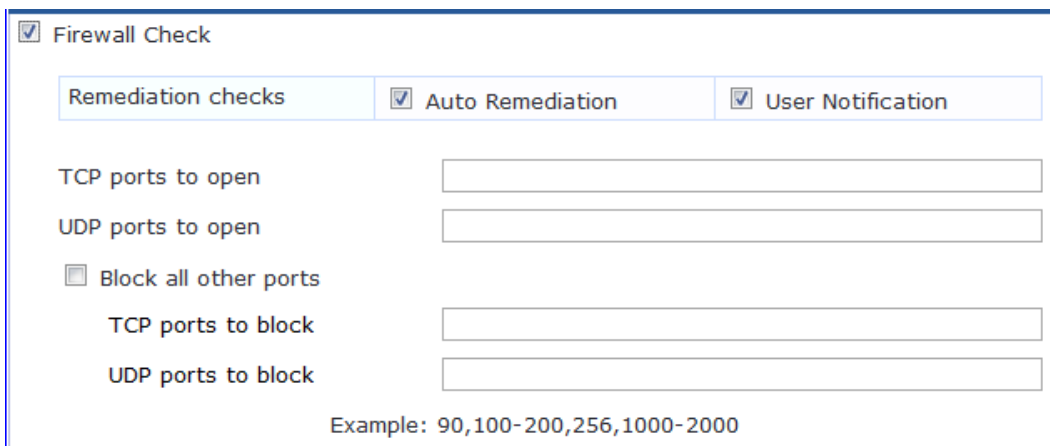 Firewall Check
Remediation checks Auto Remediation User Notification
TCP ports to open
UDP ports to open
Block all other ports
TCP ports to block
UDP ports to block
Example: 90,100-200,256,1000-2000